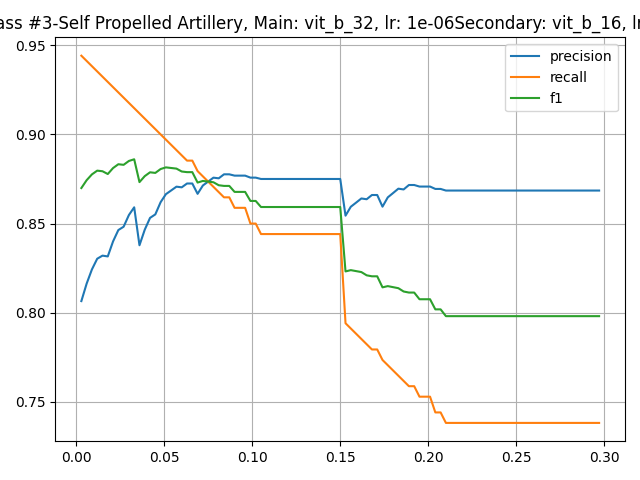 ass #3-Self Propelled Artillery, Main: vit_b_32, lr: 1e-06Secondary: vit_b_16, lr
precision
recall
f1
0.95
0.90
0.85
0.80
0.75
0.00 0.05 0.10 0.15 0.20 0.25 0.30